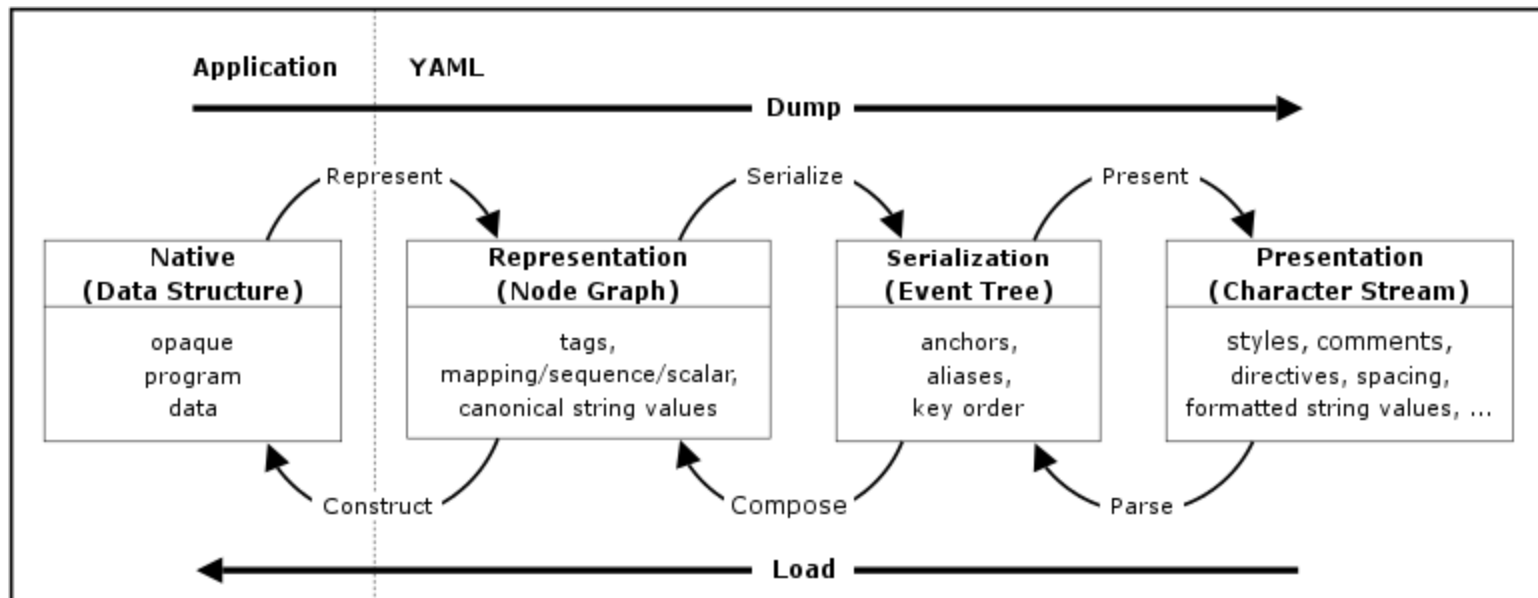 Application YAML
Dump
Represent Serialize Present
Native
(Data Structure)
opaque
program
data
Representation
(Node Graph)
tags,
mapping/sequence/scalar,
canonical string values
Serialization
(Event Tree)
anchors,
aliases,
key order
Presentation
(Character Stream)
styles, comments,
directives, spacing,
formatted string values, ...
Construct Compose Parse
Load